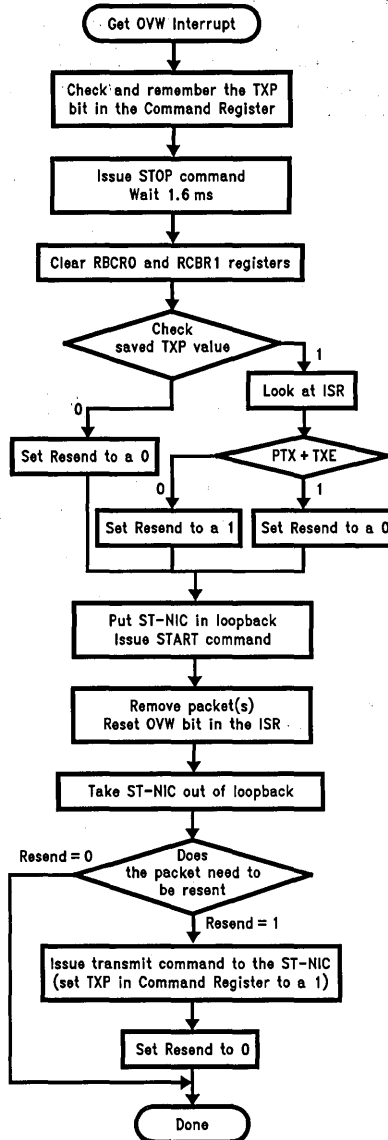 Get OVW Interrupt
Check and remember the TXP
bit in the Command Register
Issue STOP command
Wait 1.6 ms
Clear RBCR0 and RCBR1 registers
Check
saved TXP value
1
Look at ISR
0
Set Resend to a 0
PTX + TXE
0
1
Set Resend to a 1
Set Resend to a 0
Put ST-NIC in loopback
Issue START command
Remove packet(s)
Reset OVW bit in the ISR
Take ST-NIC out of loopback
Resend = 0
Does
the packet need to
be resent
Resend = 1
Issue transmit command to the ST-NIC
(set TXP in Command Register to a 1)
Set Resend to 0
Done